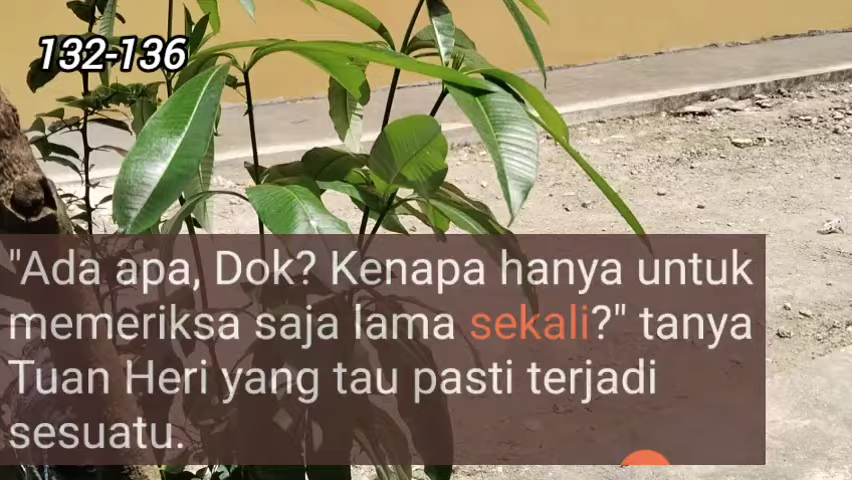 132-136
"Ada apa, Dok? Kenapa hanya untuk
memeriksa saja lama sekali?" tanya
Tuan Heri yang tau pasti terjadi
sesuatu.